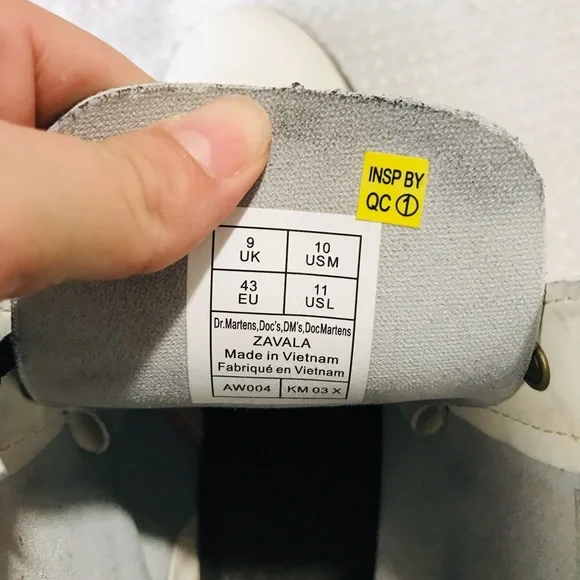 INSP BY
QC 1
9 10
UK USM
43 11
EU USL
Dr.Martens,Doc's,DM's,DocMartens
ZAVALA
Made in Vietnam
Fabriqué en Vietnam
AW004 KM 03 X